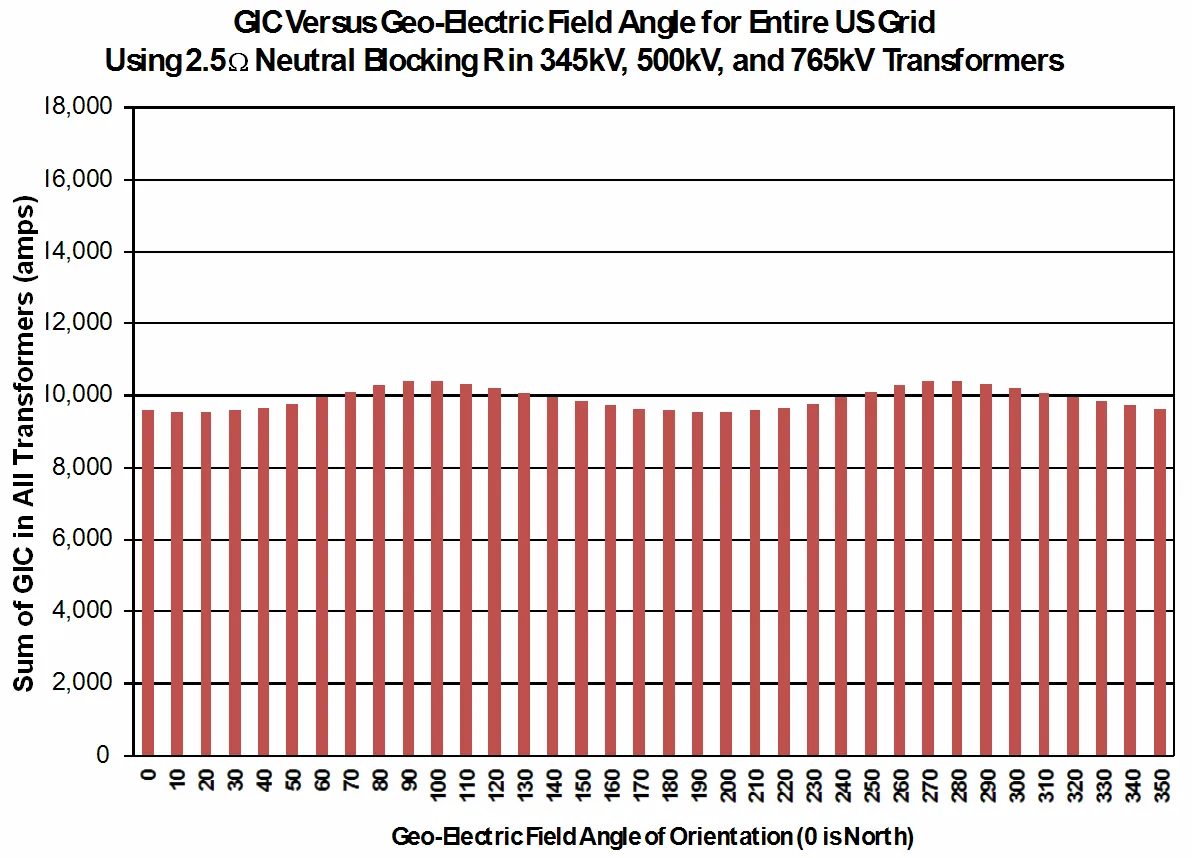 GIC Versus Geo-Electric Field Angle for Entire US Grid
Using 2.5Ω Neutral Blocking R in 345kV, 500kV, and 765kV Transformers
Sum of GIC in All Transformers (amps)
18,000
16,000
14,000
12,000
10,000
8,000
6,000
4,000
2,000
0
0 10 20 30 40 50 60 70 80 90 100 110 120 130 140 150 160 170 180 190 200 210 220 230 240 250 260 270 280 290 300 310 320 330 340 350
Geo-Electric Field Angle of Orientation (0 is North)